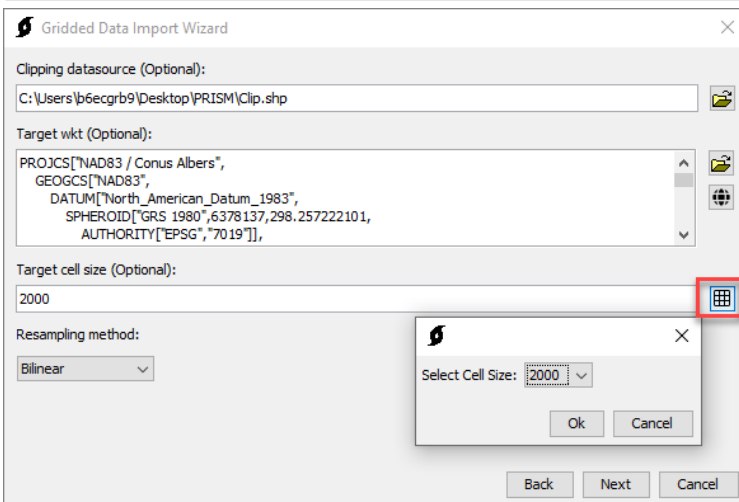 Gridded Data Import Wizard
Clipping datasource (Optional):
C:\Users\b6ecgrb9\Desktop\PRISM\Clip.shp
Target wkt (Optional):
PROJCS["NAD83 / Conus Albers",
GEOGCS["NAD83",
DATUM["North_American_Datum_1983",
SPHEROID["GRS 1980",6378137,298.257222101,
AUTHORITY["EPSG","7019"]],
Target cell size (Optional):
2000
Resampling method:
Bilinear
Select Cell Size: 2000
Ok Cancel
Back Next Cancel